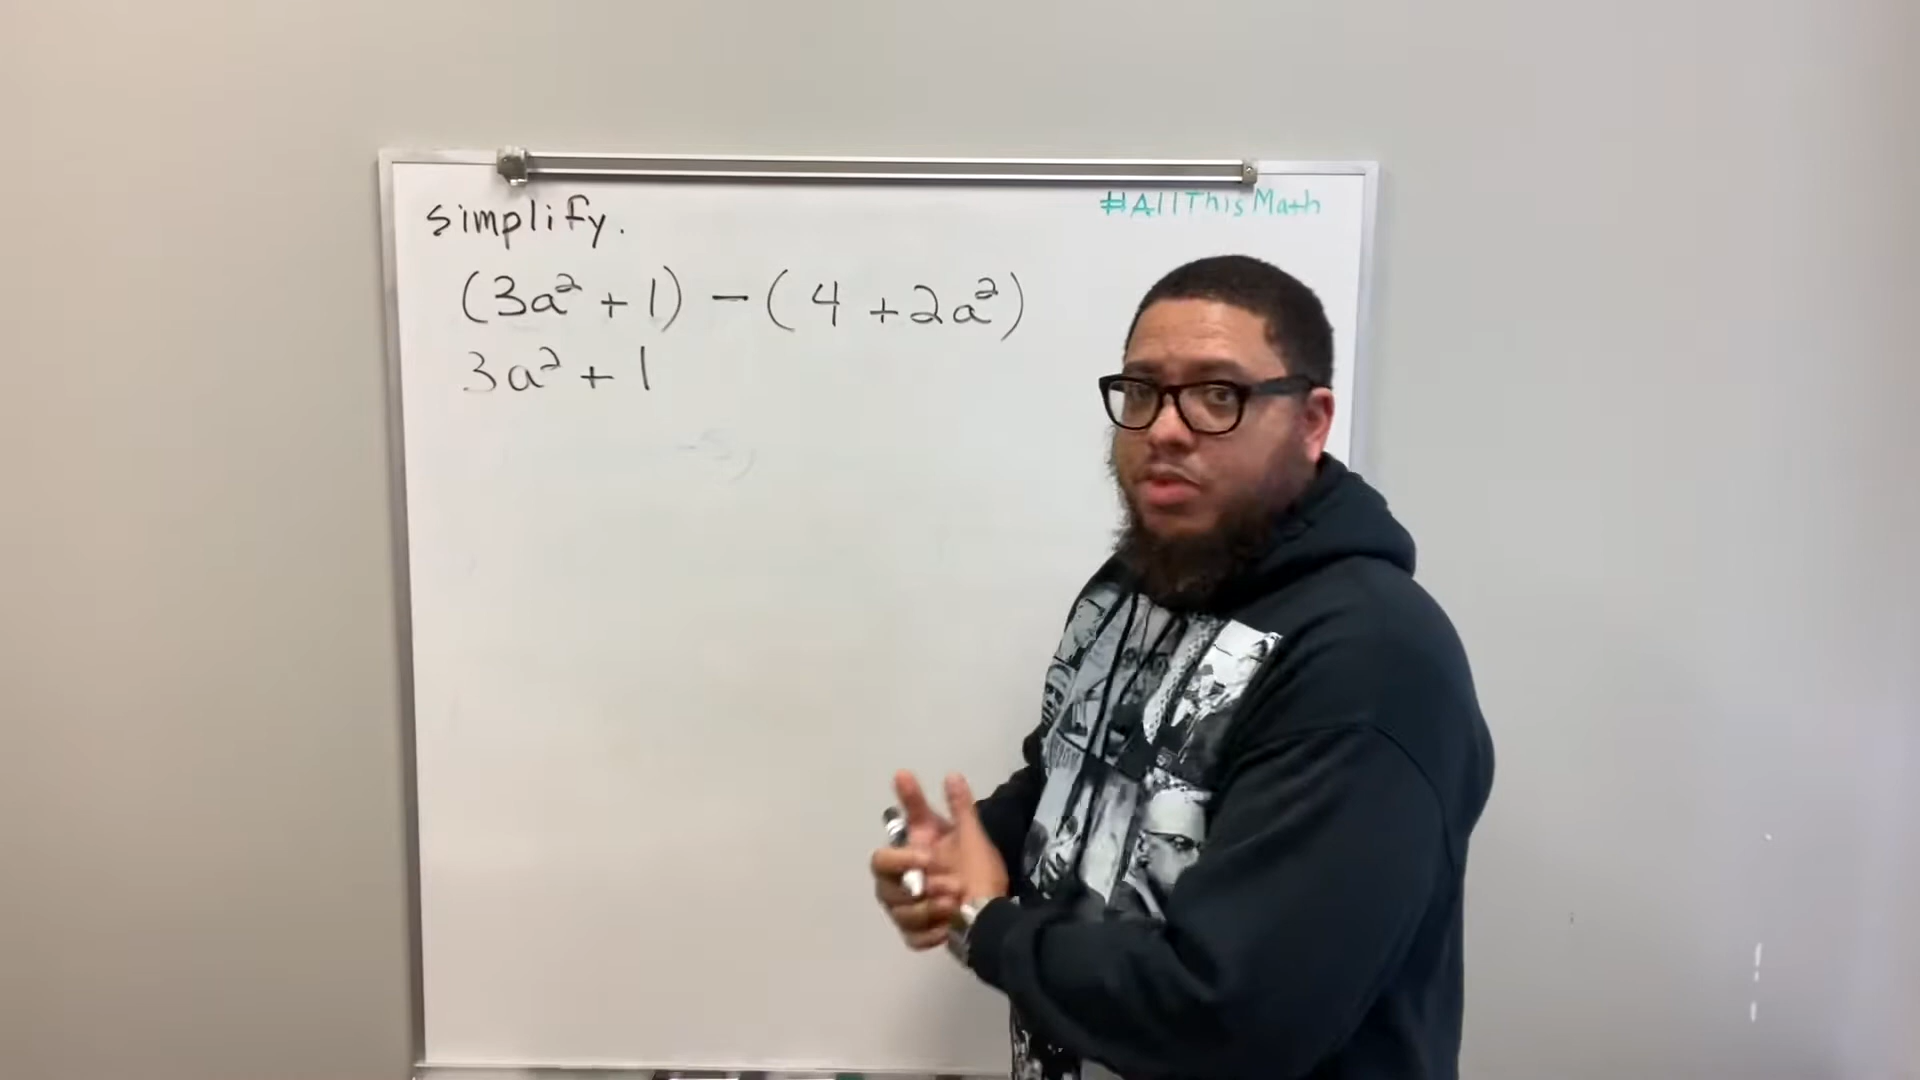 simplify.
#AllThisMath
(3a² + 1) - (4 + 2a²)
3a² + 1